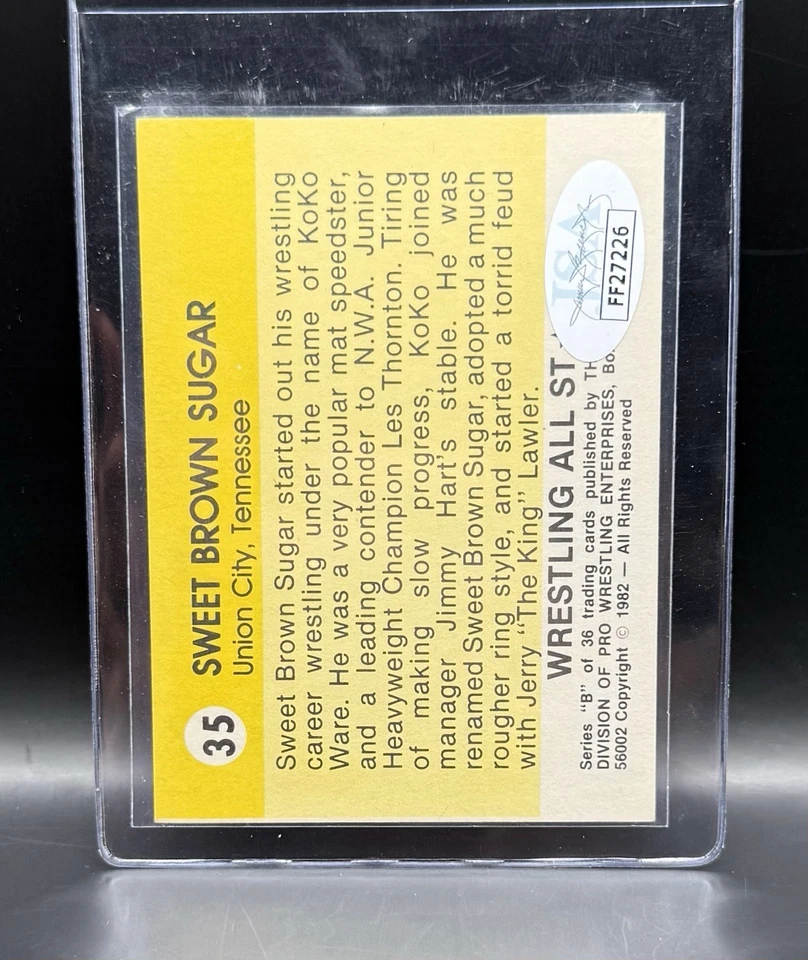 35
SWEET BROWN SUGAR
Union City, Tennessee
Sweet Brown Sugar started out his wrestling
career wrestling under the name of KoKo
Ware. He was a very popular mat speedster,
and a leading contender to N.W.A. Junior
Heavyweight Champion Les Thornton. Tiring
of making slow progress, KoKo joined
manager Jimmy Hart's stable. He was
renamed Sweet Brown Sugar, adopted a much
rougher ring style, and started a torrid feud
with Jerry "The King" Lawler.
WRESTLING ALL ST
Series "B" of 36 trading cards published by TH
DIVISION OF PRO WRESTLING ENTERPRISES, Bo
56002 Copyright © 1982 — All Rights Reserved
JSA
FF27226